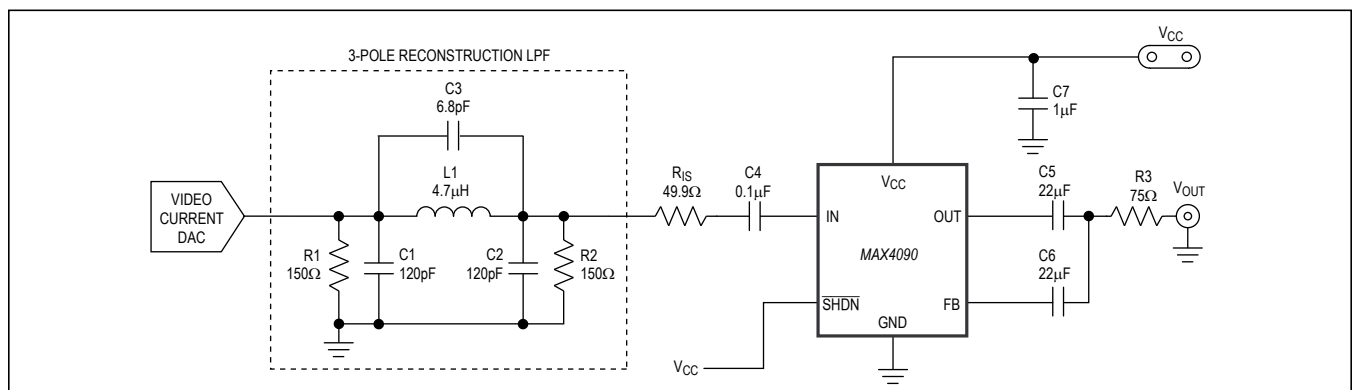 3-POLE RECONSTRUCTION LPF
C3
6.8pF
L1
4.7μH
VIDEO
CURRENT
DAC
R1
150Ω
C1
120pF
C2
120pF
R2
150Ω
RIS
49.9Ω
C4
0.1μF
VCC
C7
1μF
VCC
IN
OUT
MAX4090
SHDN
FB
GND
VCC
C5
22μF
C6
22μF
R3
75Ω
VOUT